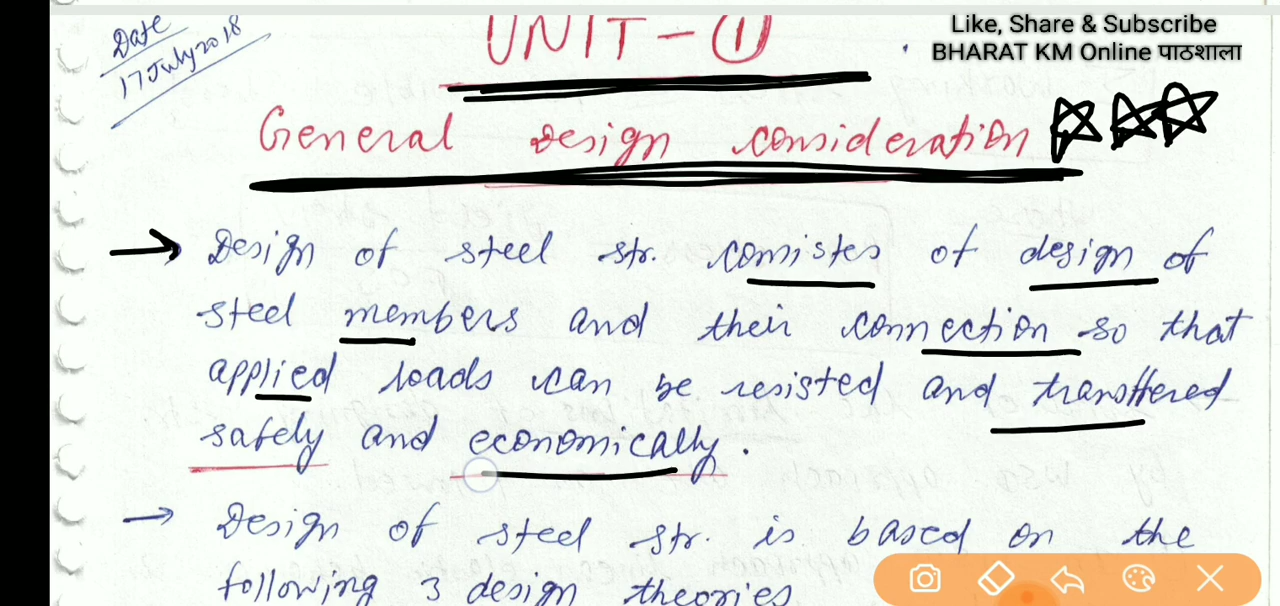 Date
17 July 2018
UNIT - ①
Like, Share & Subscribe
BHARAT KM Online पाठशाला
General Design consideration
→ Design of steel str. consistes of design of
steel members and their connection so that
applied loads can be resisted and transffered
safely and economically.
→ Design of steel str. is based on the
following 3 design theories